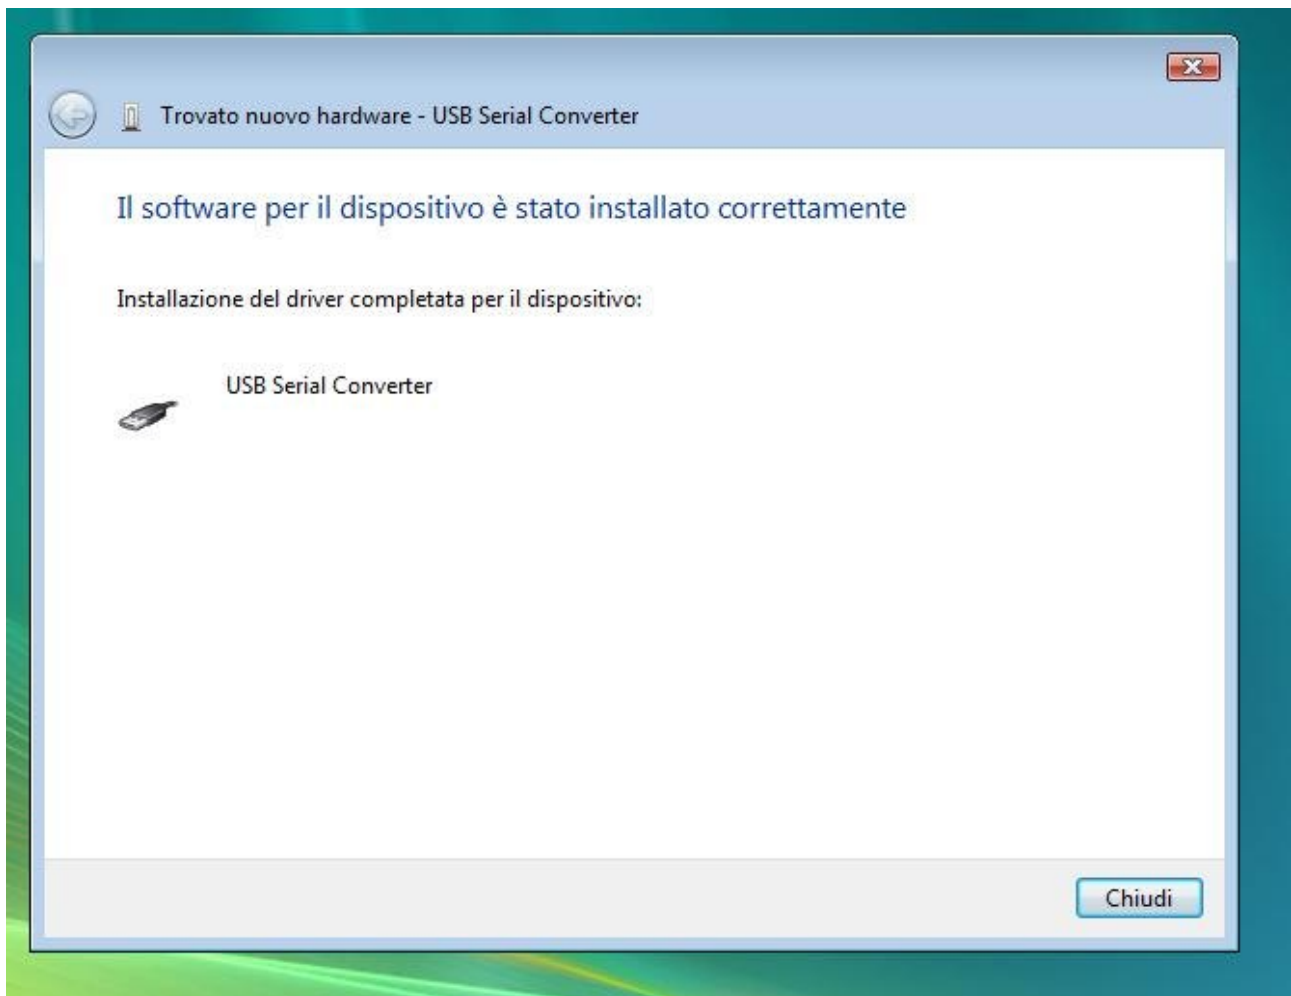 Trovato nuovo hardware - USB Serial Converter
Il software per il dispositivo è stato installato correttamente
Installazione del driver completata per il dispositivo:
USB Serial Converter
Chiudi